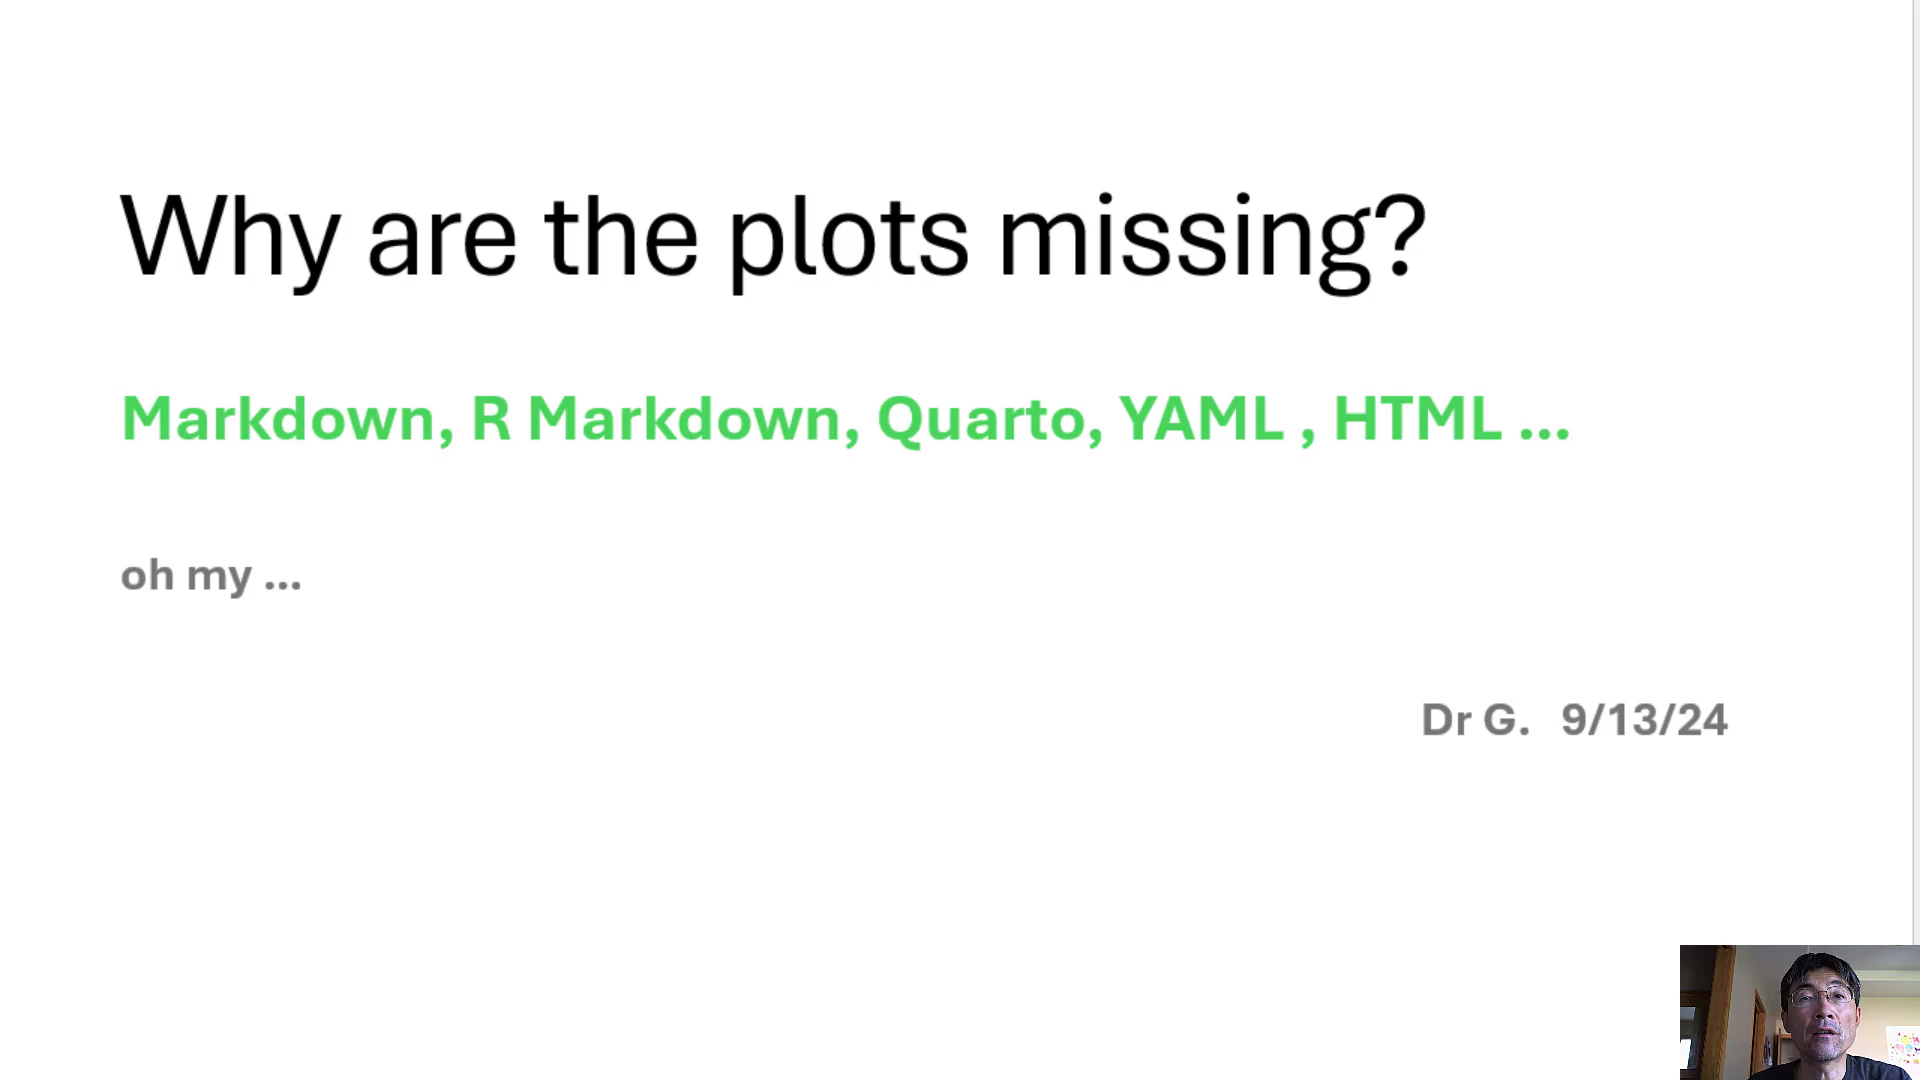 Why are the plots missing?
Markdown, R Markdown, Quarto, YAML , HTML ...
oh my ...
Dr G. 9/13/24